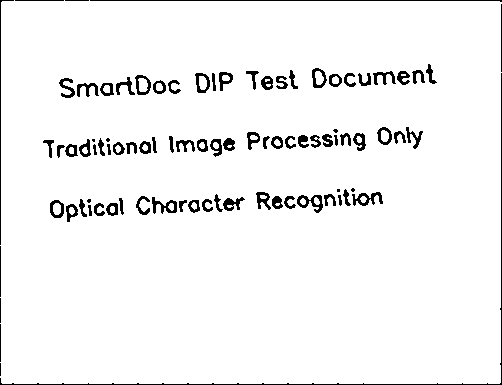 SmartDoc DIP Test Document
Traditional Image Processing Only
Optical Character Recognition